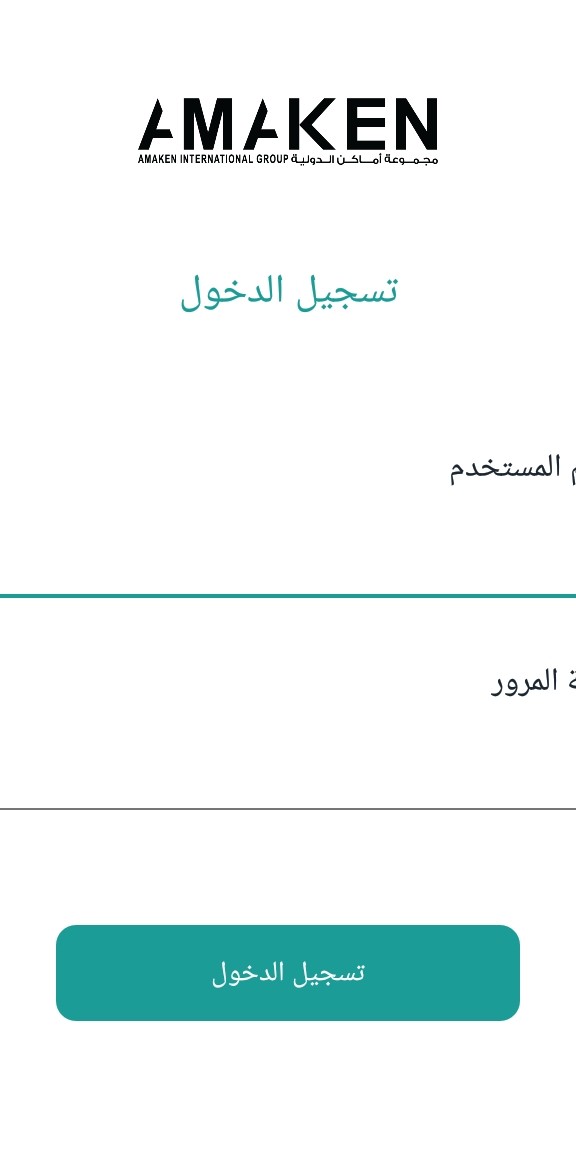 AMAKEN
AMAKEN INTERNATIONAL GROUP مجموعة أماكن الدولية
تسجيل الدخول
المستخدم
المرور
تسجيل الدخول